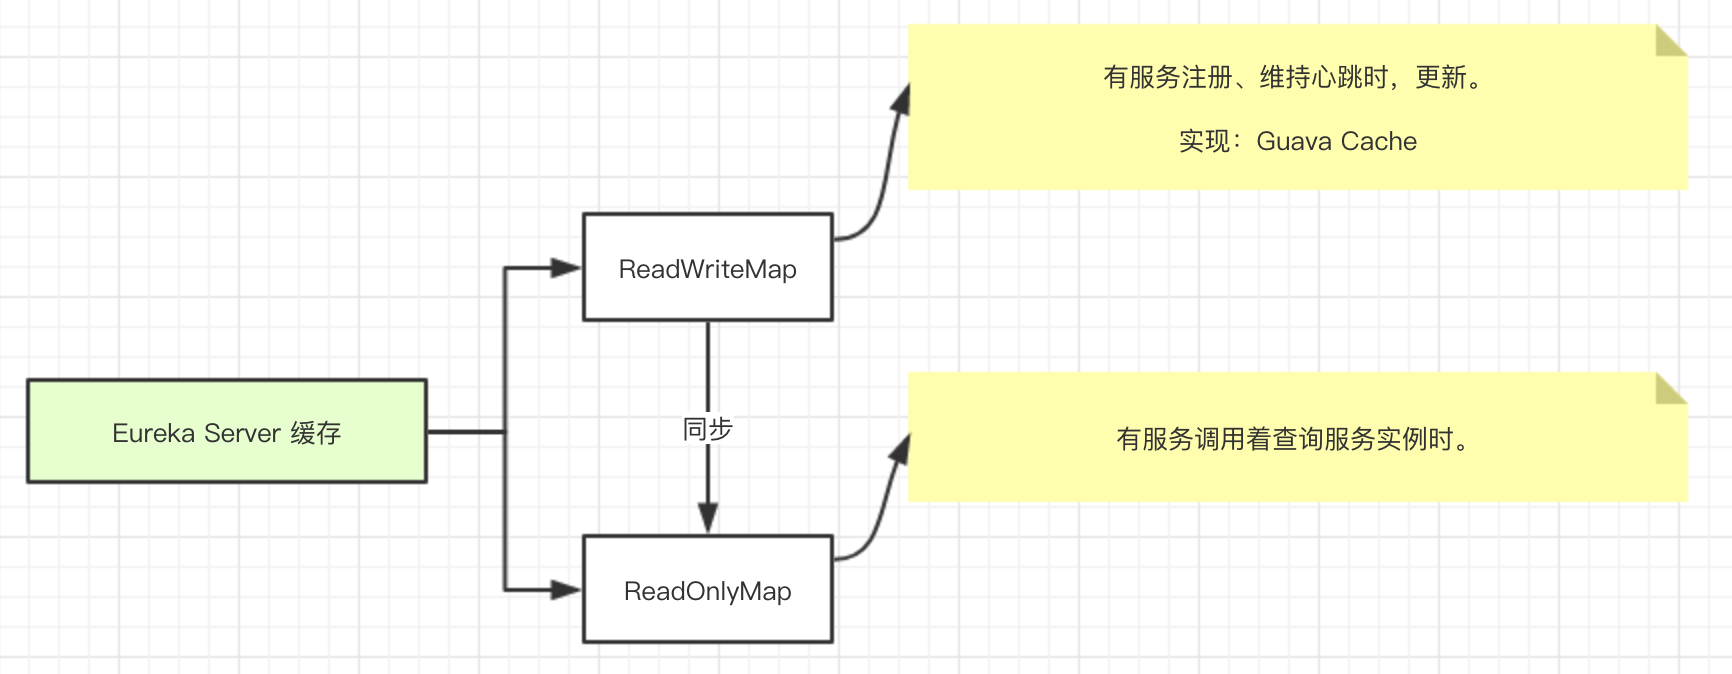 有服务注册、维持心跳时，更新。
实现：Guava Cache
ReadWriteMap
Eureka Server 缓存
同步
有服务调用着查询服务实例时。
ReadOnlyMap